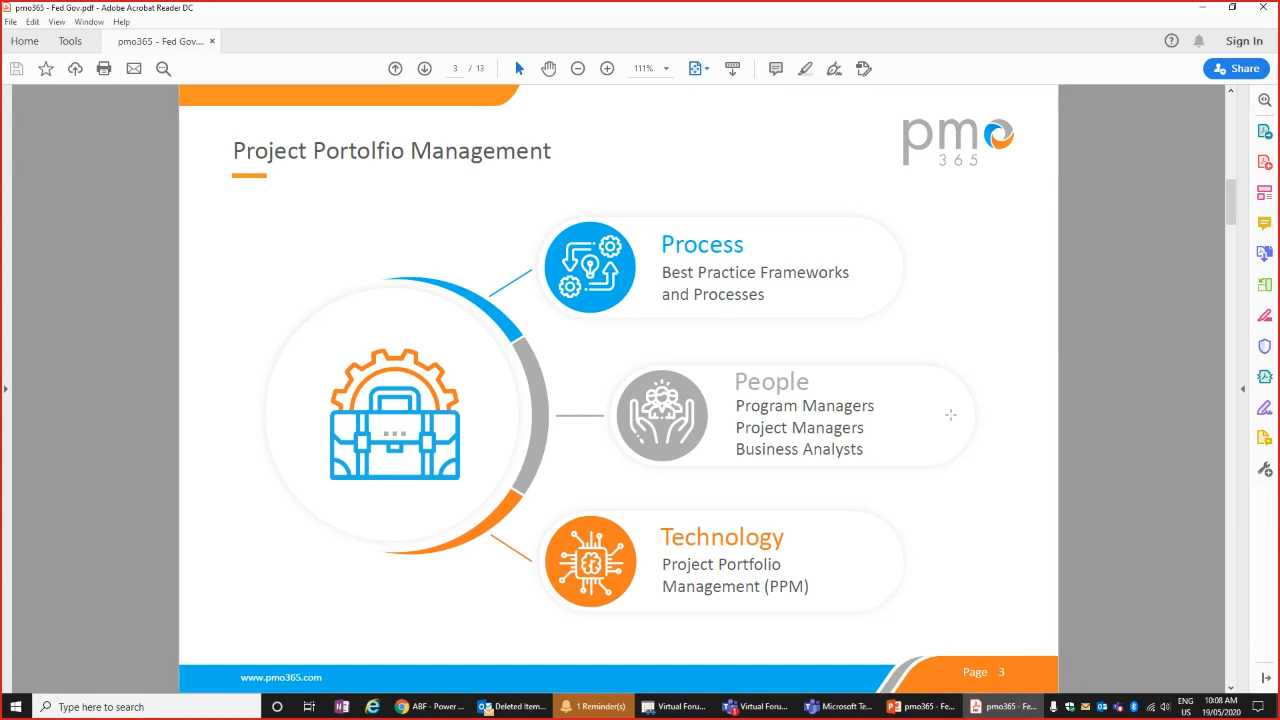 pmo365 - Fed Gov.pdf - Adobe Acrobat Reader DC
File Edit View Window Help
Home Tools pmo365 - Fed Gov... ×
Sign In
3 / 13
111%
Share
Project Portolfio Management
pmo
365
Process
Best Practice Frameworks
and Processes
People
Program Managers
Project Managers
Business Analysts
Technology
Project Portfolio
Management (PPM)
www.pmo365.com
Page 3
Type here to search
ABF - Power ...
Deleted Item...
1 Reminder(s)
Virtual Foru...
Virtual Foru...
Microsoft Te...
pmo365 - Fe...
pmo365 - Fe...
ENG
US
10:08 AM
19/05/2020